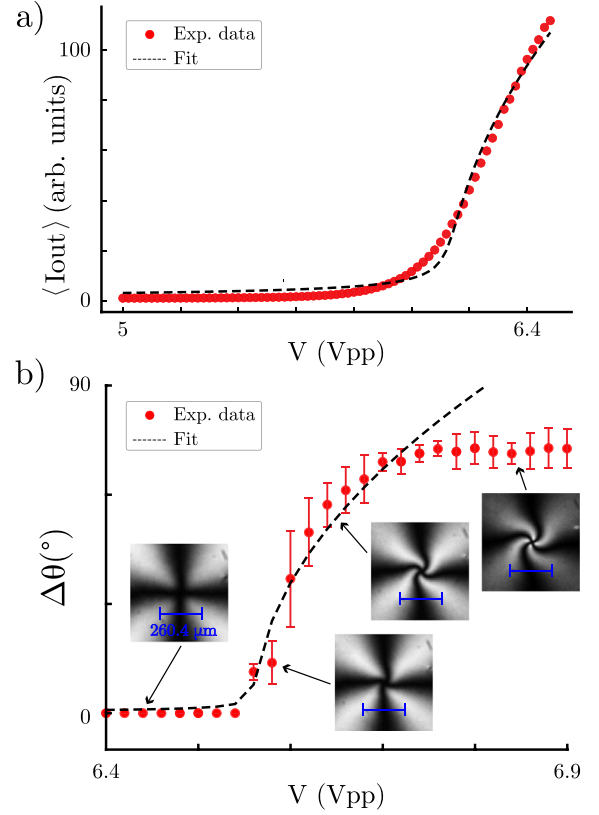 a)
Exp. data
Fit
100
0
⟨Iout⟩ (arb. units)
5
6.4
V (Vpp)
b)
90
Exp. data
Fit
Δθ(°)
260.4 μm
0
6.4
6.9
V (Vpp)